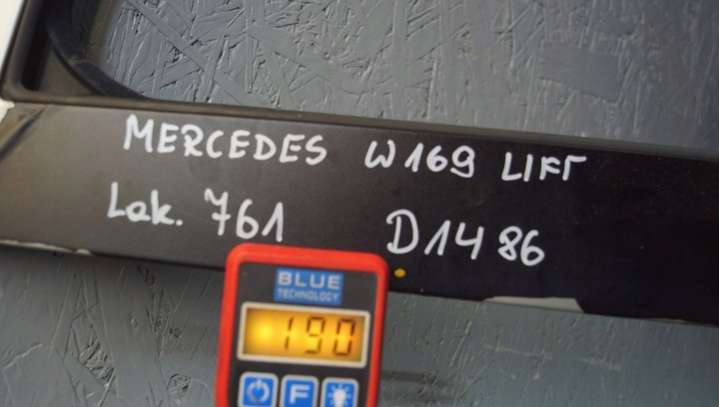 MERCEDES W169 LIFT
Lak. 761 D1486
BLUE
TECHNOLOGY
190
F